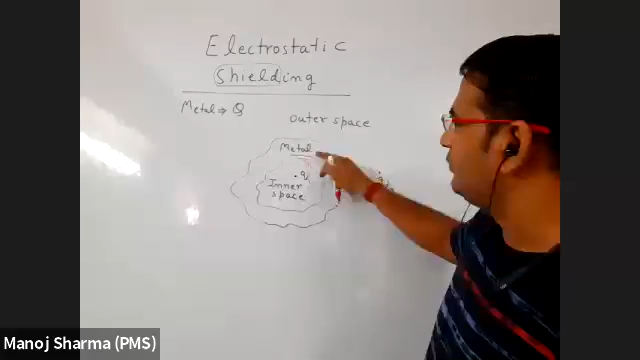 Electrostatic
Shielding
Metal ⇒ Q
outer space
Metal
q
Inner
space
Manoj Sharma (PMS)